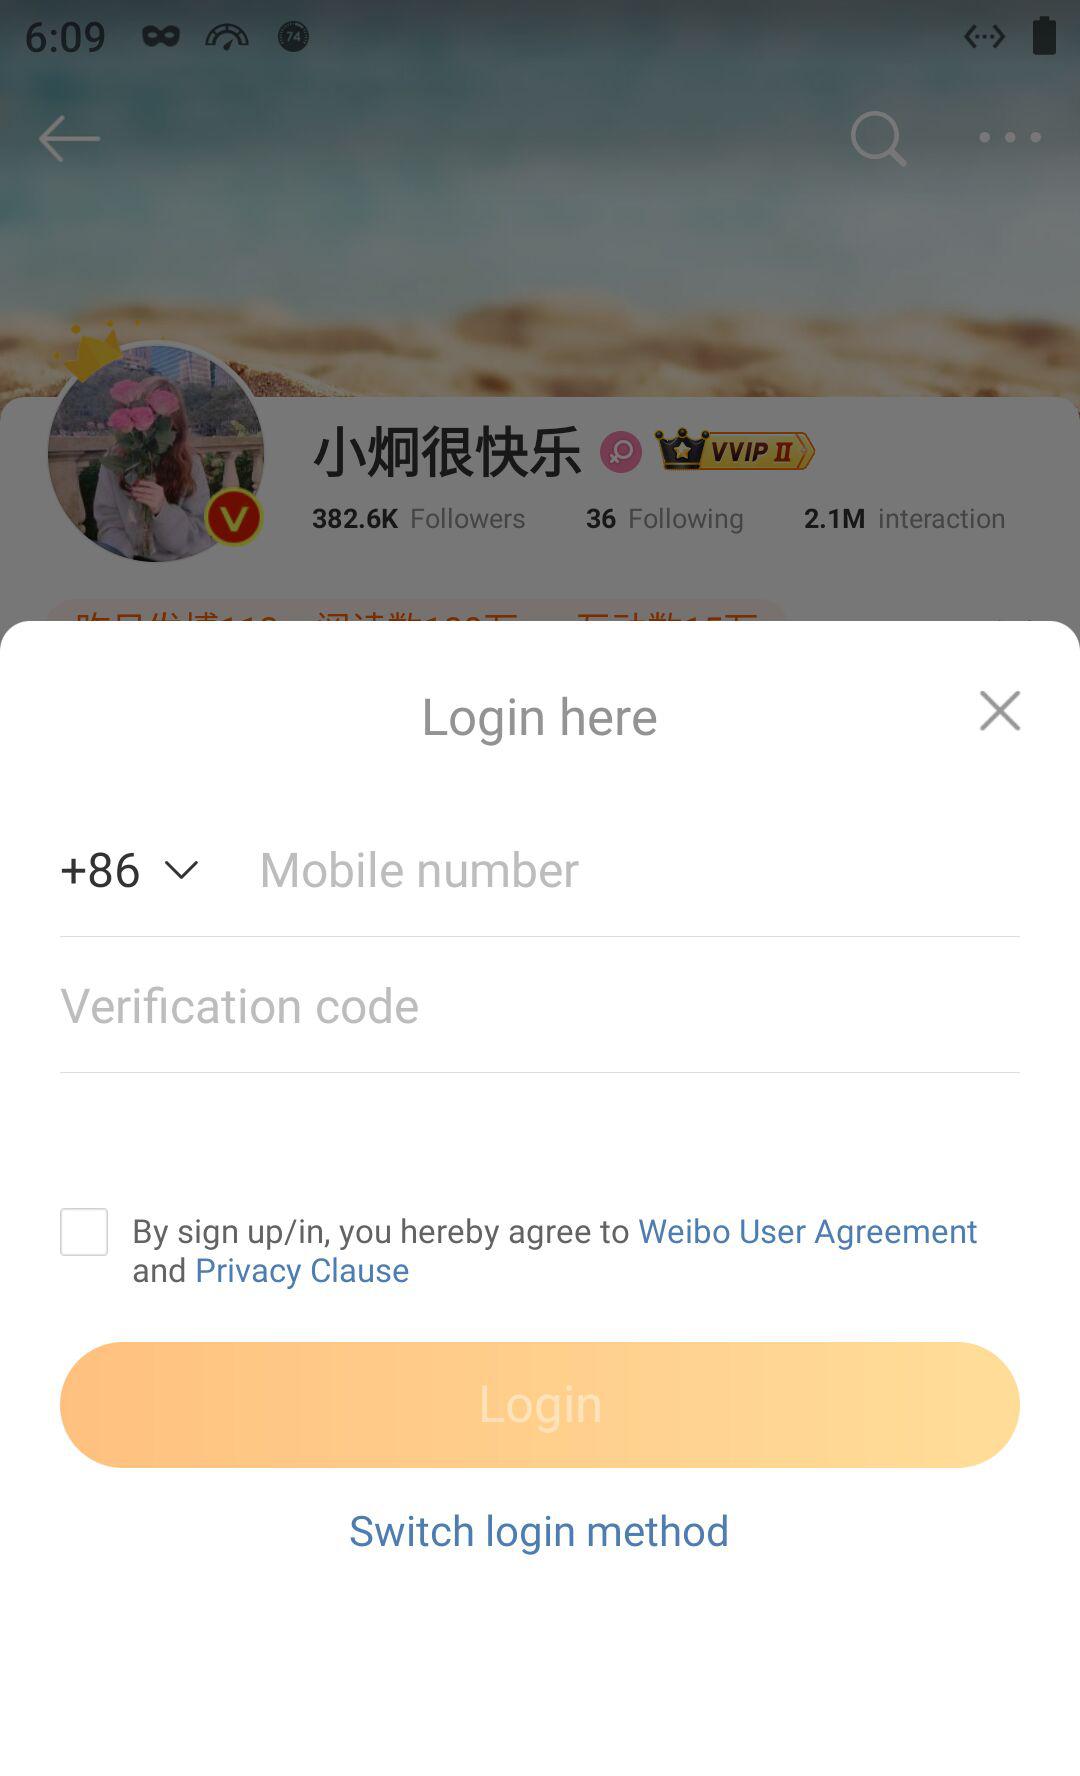 6:09
74
小炯很快乐 VVIP II
382.6K Followers 36 Following 2.1M interaction
Login here
+86 Mobile number
Verification code
By sign up/in, you hereby agree to Weibo User Agreement
and Privacy Clause
Login
Switch login method